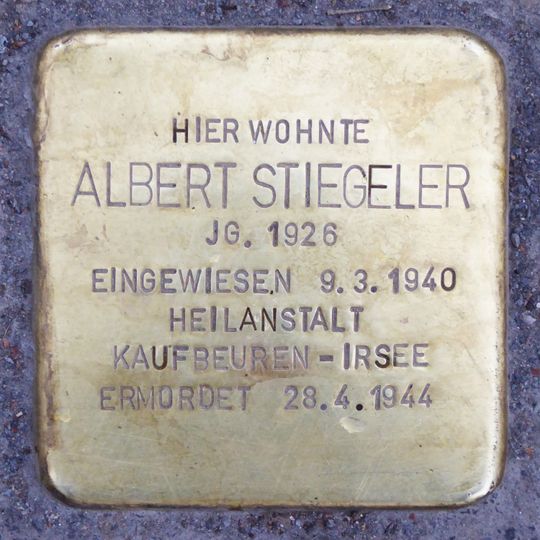 HIER WOHNTE
ALBERT STIEGELER
JG. 1926
EINGEWIESEN 9.3.1940
HEILANSTALT
KAUFBEUREN-IRSEE
ERMORDET 28.4.1944